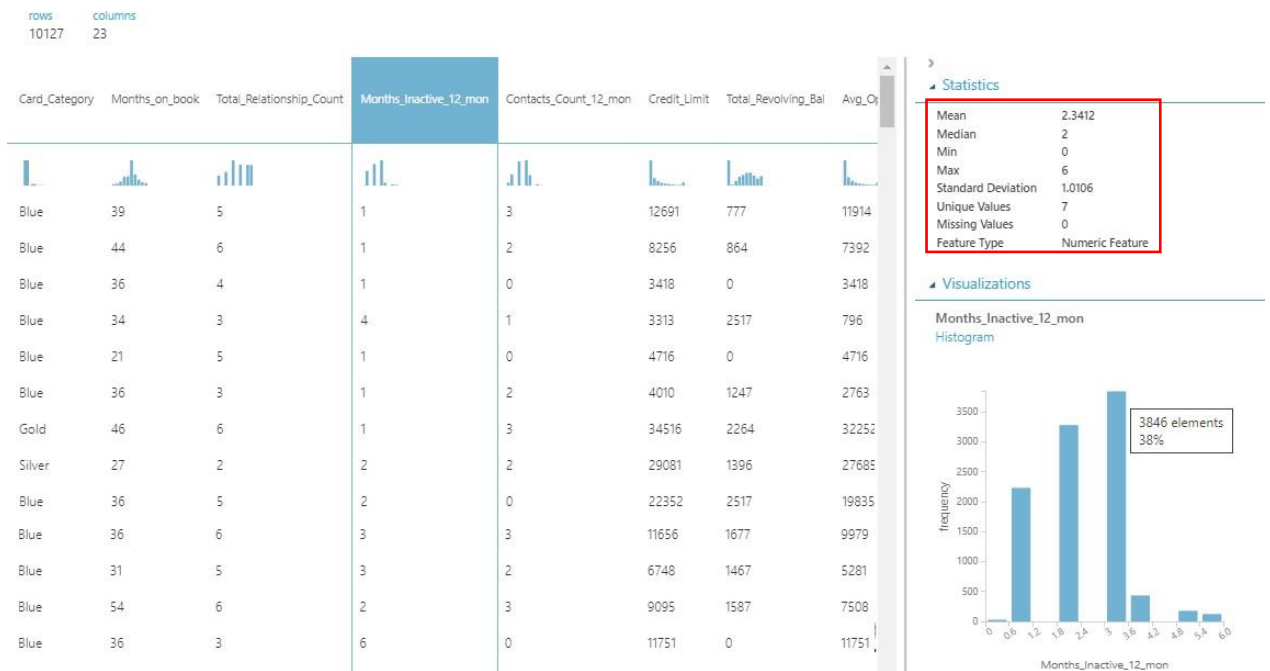 rows columns
10127 23
Card_Category Months_on_book Total_Relationship_Count Months_Inactive_12_mon Contacts_Count_12_mon Credit_Limit Total_Revolving_Bal Avg_O
Blue 39 5 1 3 12691 777 11914
Blue 44 6 1 2 8256 864 7392
Blue 36 4 1 0 3418 0 3418
Blue 34 3 4 1 3313 2517 796
Blue 21 5 1 0 4716 0 4716
Blue 36 3 1 2 4010 1247 2763
Gold 46 6 1 3 34516 2264 32252
Silver 27 2 2 2 29081 1396 27685
Blue 36 5 2 0 22352 2517 19835
Blue 36 6 3 3 11656 1677 9979
Blue 31 5 3 2 6748 1467 5281
Blue 54 6 2 3 9095 1587 7508
Blue 36 3 6 0 11751 0 11751
Statistics
Mean 2.3412
Median 2
Min 0
Max 6
Standard Deviation 1.0106
Unique Values 7
Missing Values 0
Feature Type Numeric Feature
Visualizations
Months_Inactive_12_mon
Histogram
3846 elements
38%
3500
3000
2500
2000
1500
1000
500
0
frequency
0 0.6 1.2 1.8 2.4 3 3.6 4.2 4.8 5.4 6.0
Months_Inactive_12_mon